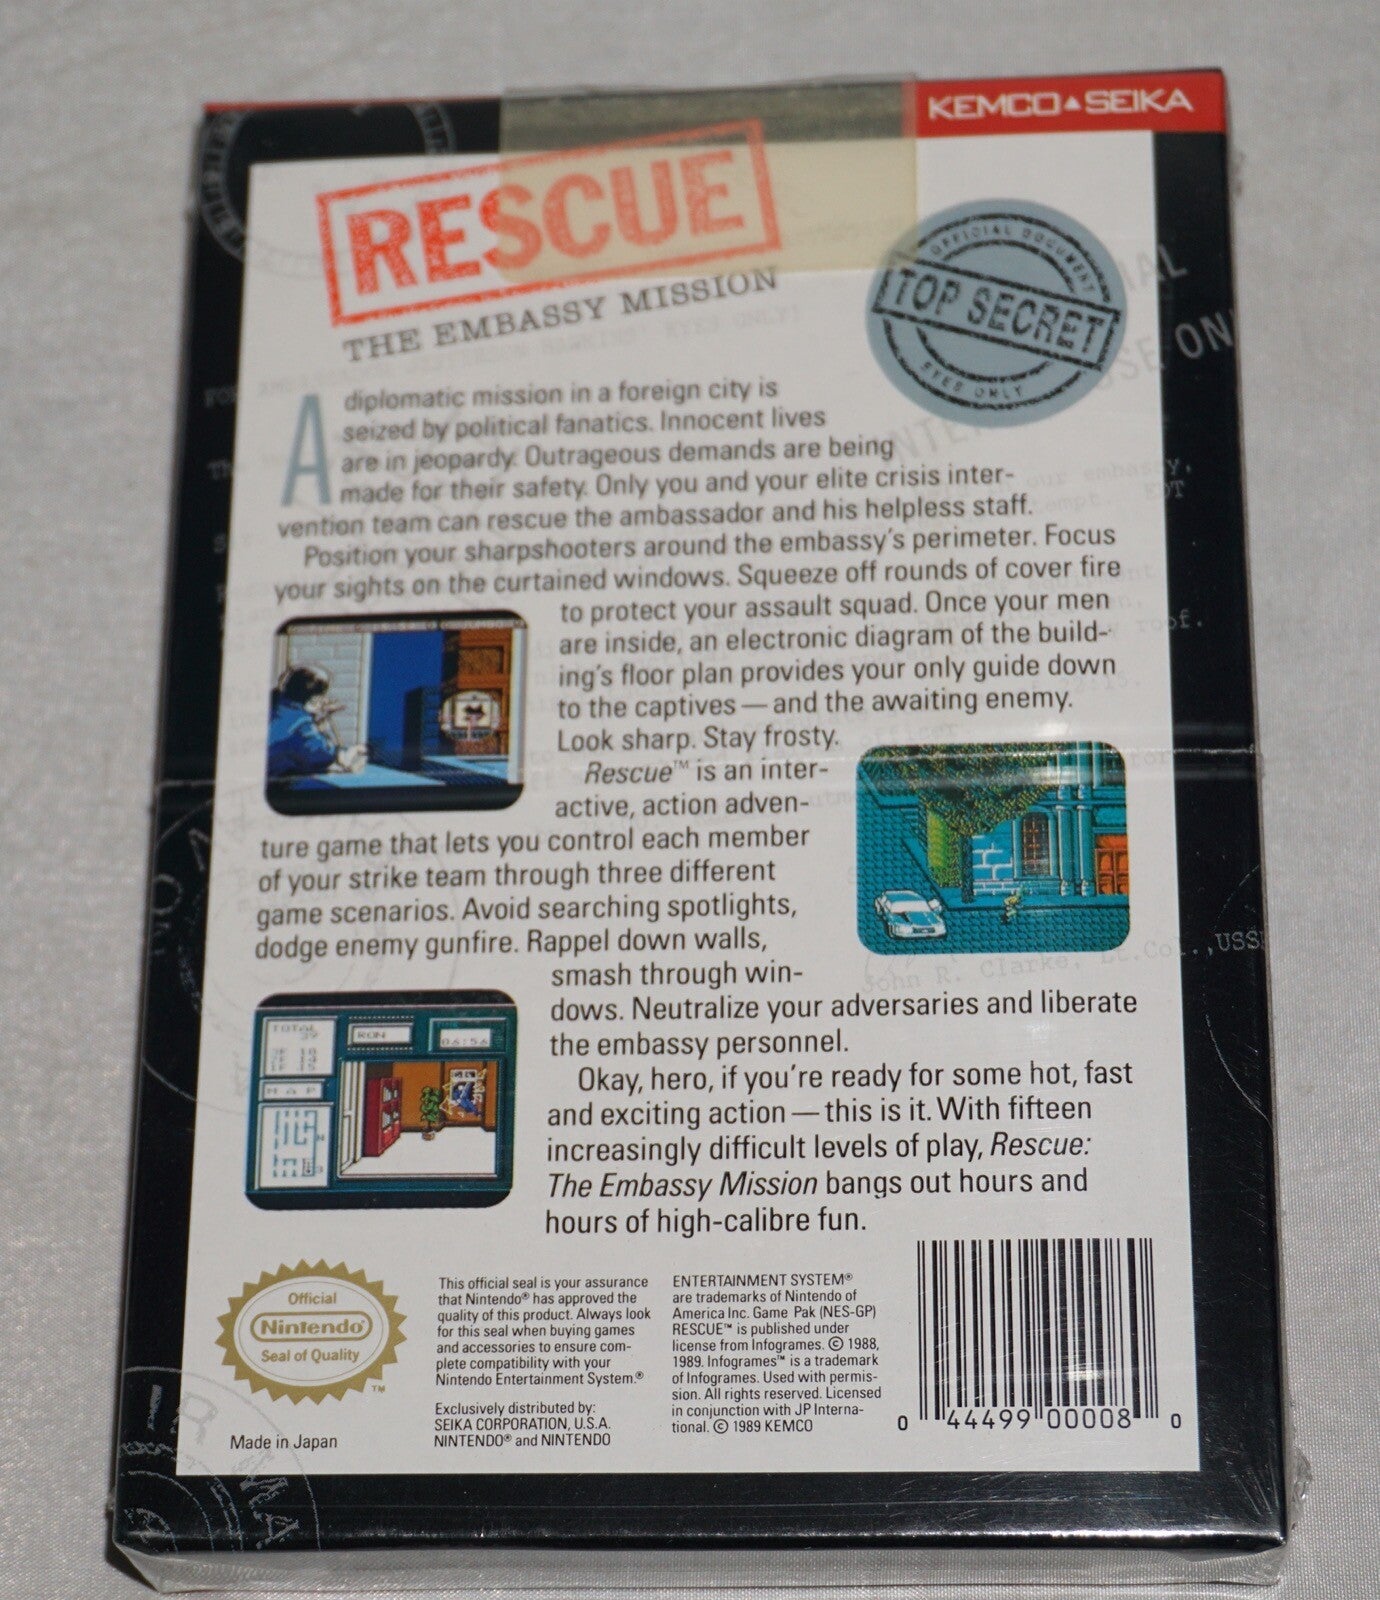 KEMCO▲SEIKA
RESCUE
THE EMBASSY MISSION
OFFICIAL DOCUMENT
TOP SECRET
EYES ONLY
A diplomatic mission in a foreign city is
seized by political fanatics. Innocent lives
are in jeopardy. Outrageous demands are being
made for their safety. Only you and your elite crisis inter-
vention team can rescue the ambassador and his helpless staff.
Position your sharpshooters around the embassy's perimeter. Focus
your sights on the curtained windows. Squeeze off rounds of cover fire
to protect your assault squad. Once your men
are inside, an electronic diagram of the build-
ing's floor plan provides your only guide down
to the captives — and the awaiting enemy.
Look sharp. Stay frosty.
Rescue™ is an inter-
active, action adven-
ture game that lets you control each member
of your strike team through three different
game scenarios. Avoid searching spotlights,
dodge enemy gunfire. Rappel down walls,
smash through win-
dows. Neutralize your adversaries and liberate
the embassy personnel.
Okay, hero, if you're ready for some hot, fast
and exciting action — this is it. With fifteen
increasingly difficult levels of play, Rescue:
The Embassy Mission bangs out hours and
hours of high-calibre fun.
TOTAL
RON
06:56
MAP
John R. Clarke, Lt.Col.,USS
Official
Nintendo®
Seal of Quality
TM
Made in Japan
This official seal is your assurance
that Nintendo® has approved the
quality of this product. Always look
for this seal when buying games
and accessories to ensure com-
plete compatibility with your
Nintendo Entertainment System.®
Exclusively distributed by:
SEIKA CORPORATION, U.S.A.
NINTENDO® and NINTENDO
ENTERTAINMENT SYSTEM®
are trademarks of Nintendo of
America Inc. Game Pak (NES-GP)
RESCUE™ is published under
license from Infogrames. © 1988,
1989. Infogrames™ is a trademark
of Infogrames. Used with permis-
sion. All rights reserved. Licensed
in conjunction with JP Interna-
tional. © 1989 KEMCO
0 44499 00008 0